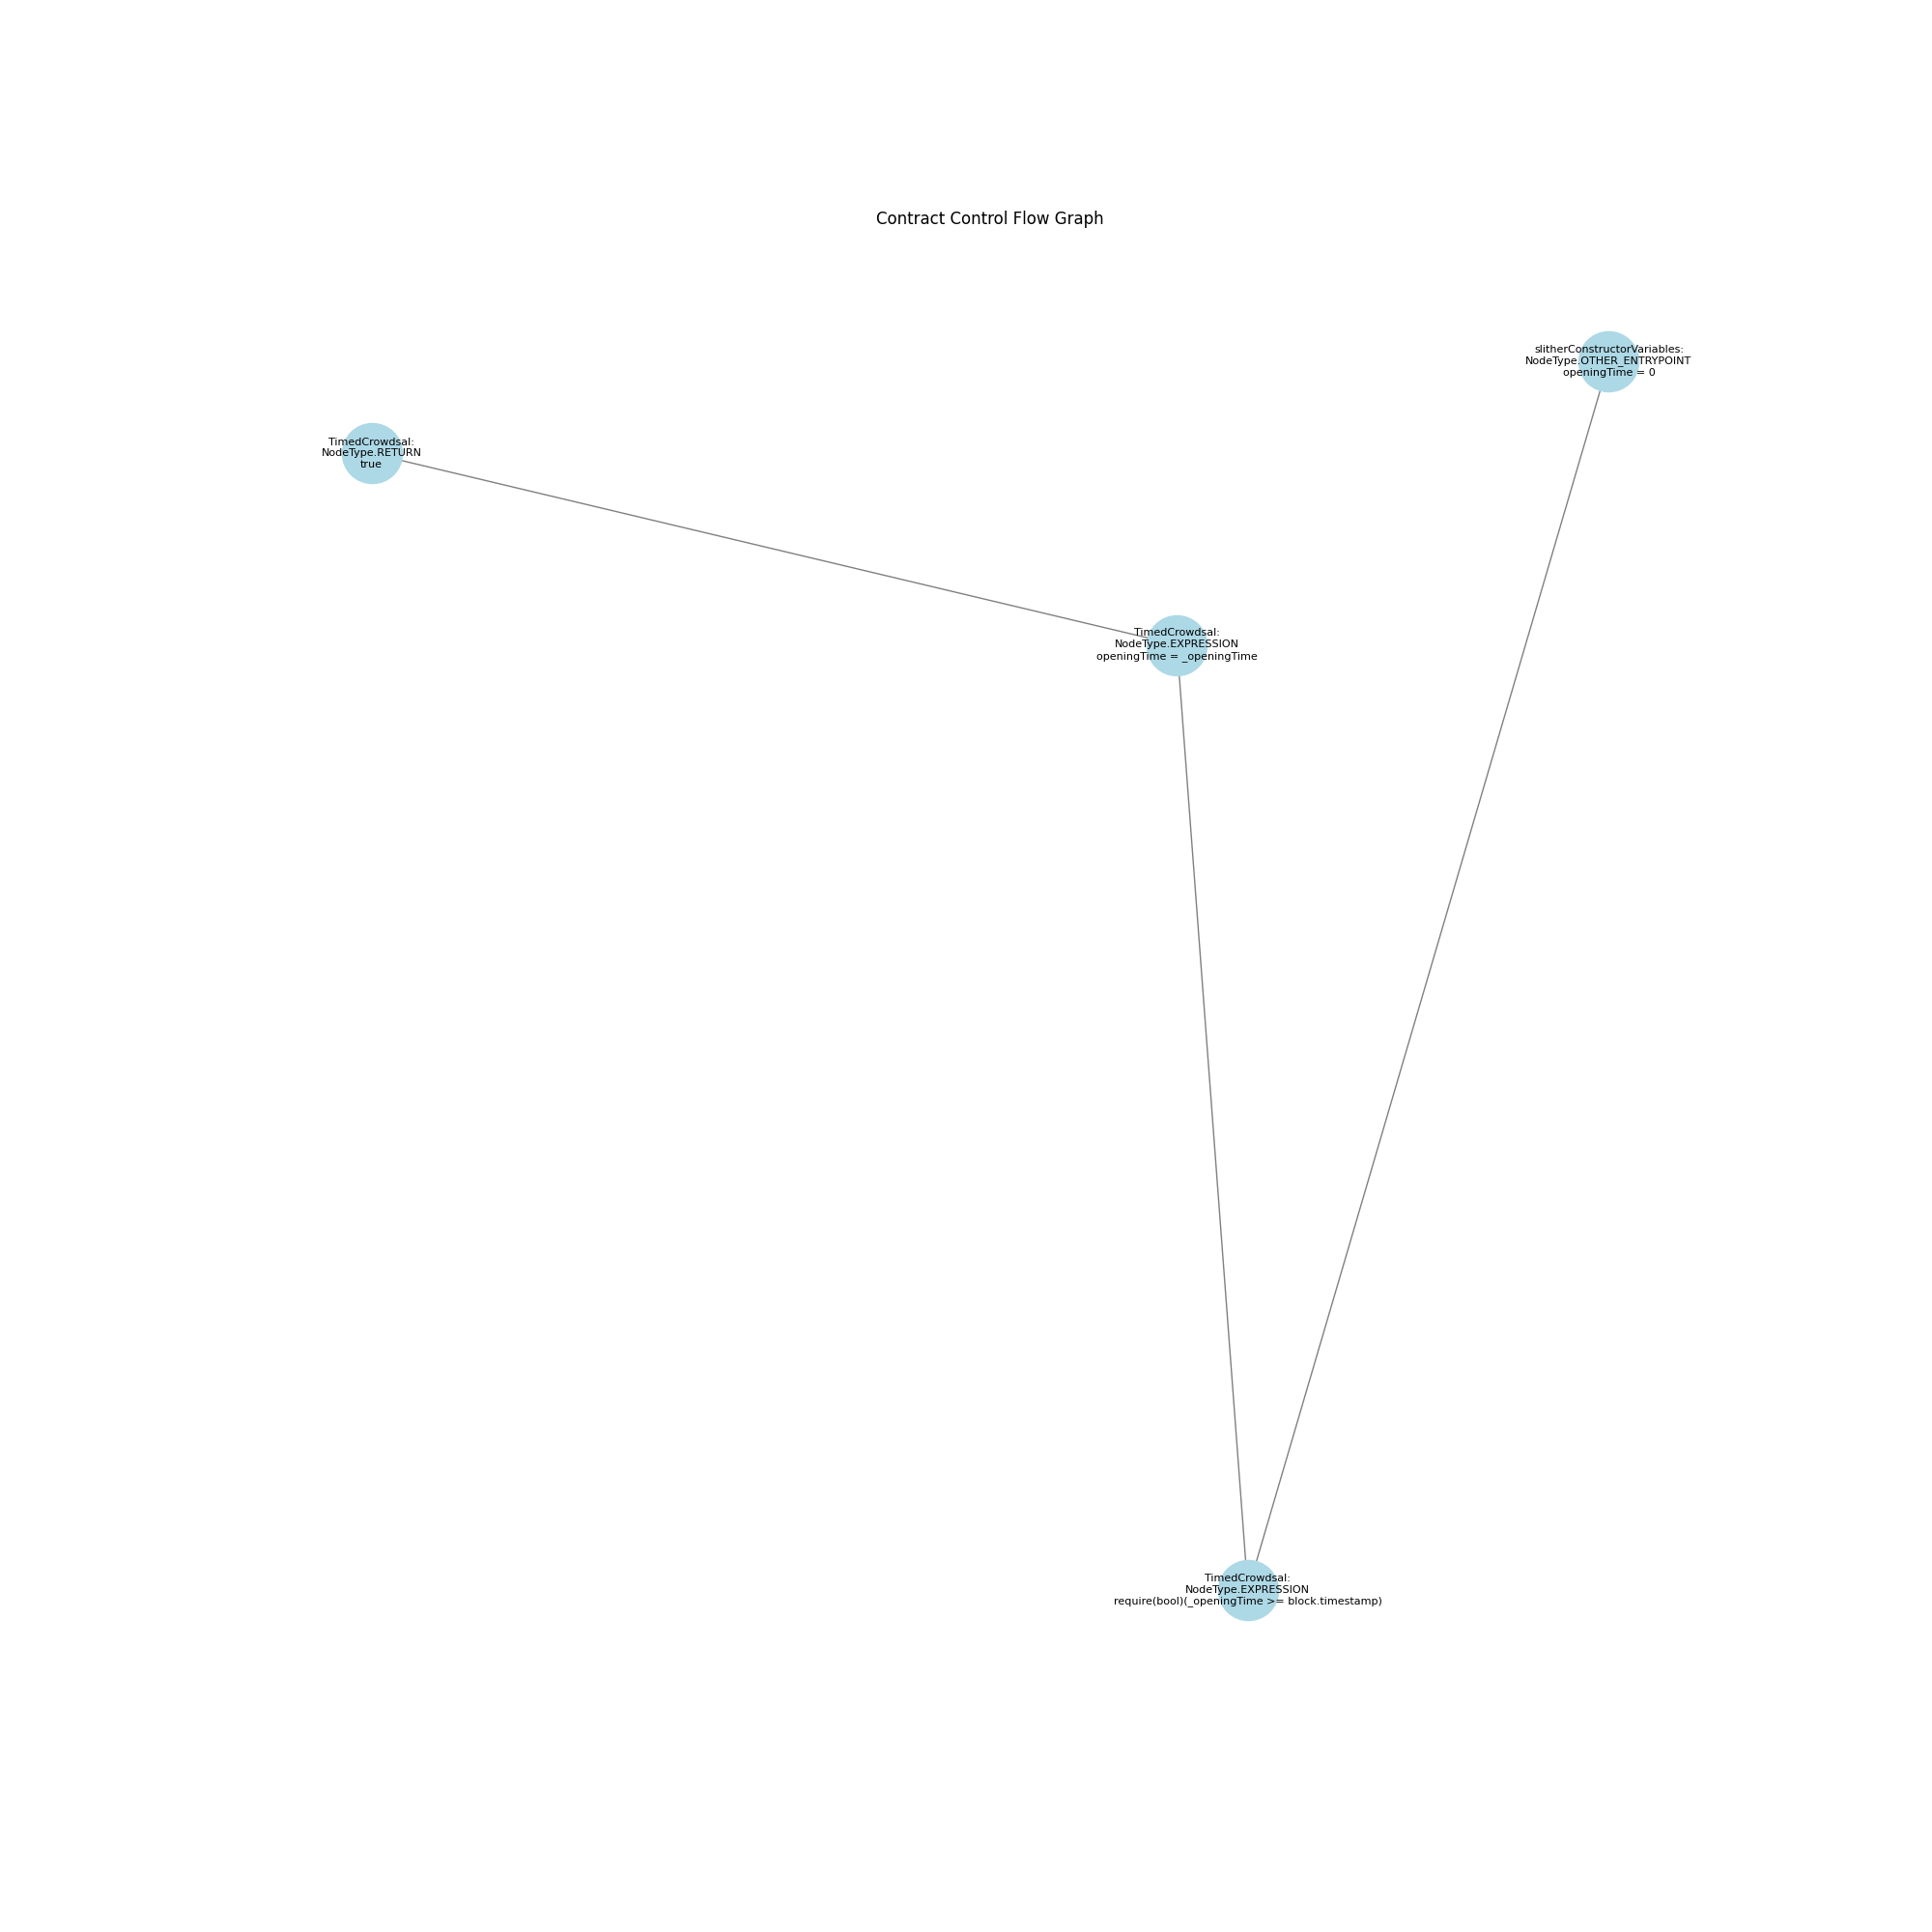 Contract Control Flow Graph
slitherConstructorVariables:
NodeType.OTHER_ENTRYPOINT
openingTime = 0
TimedCrowdsal:
NodeType.RETURN
true
TimedCrowdsal:
NodeType.EXPRESSION
openingTime = _openingTime
TimedCrowdsal:
NodeType.EXPRESSION
require(bool)(_openingTime >= block.timestamp)